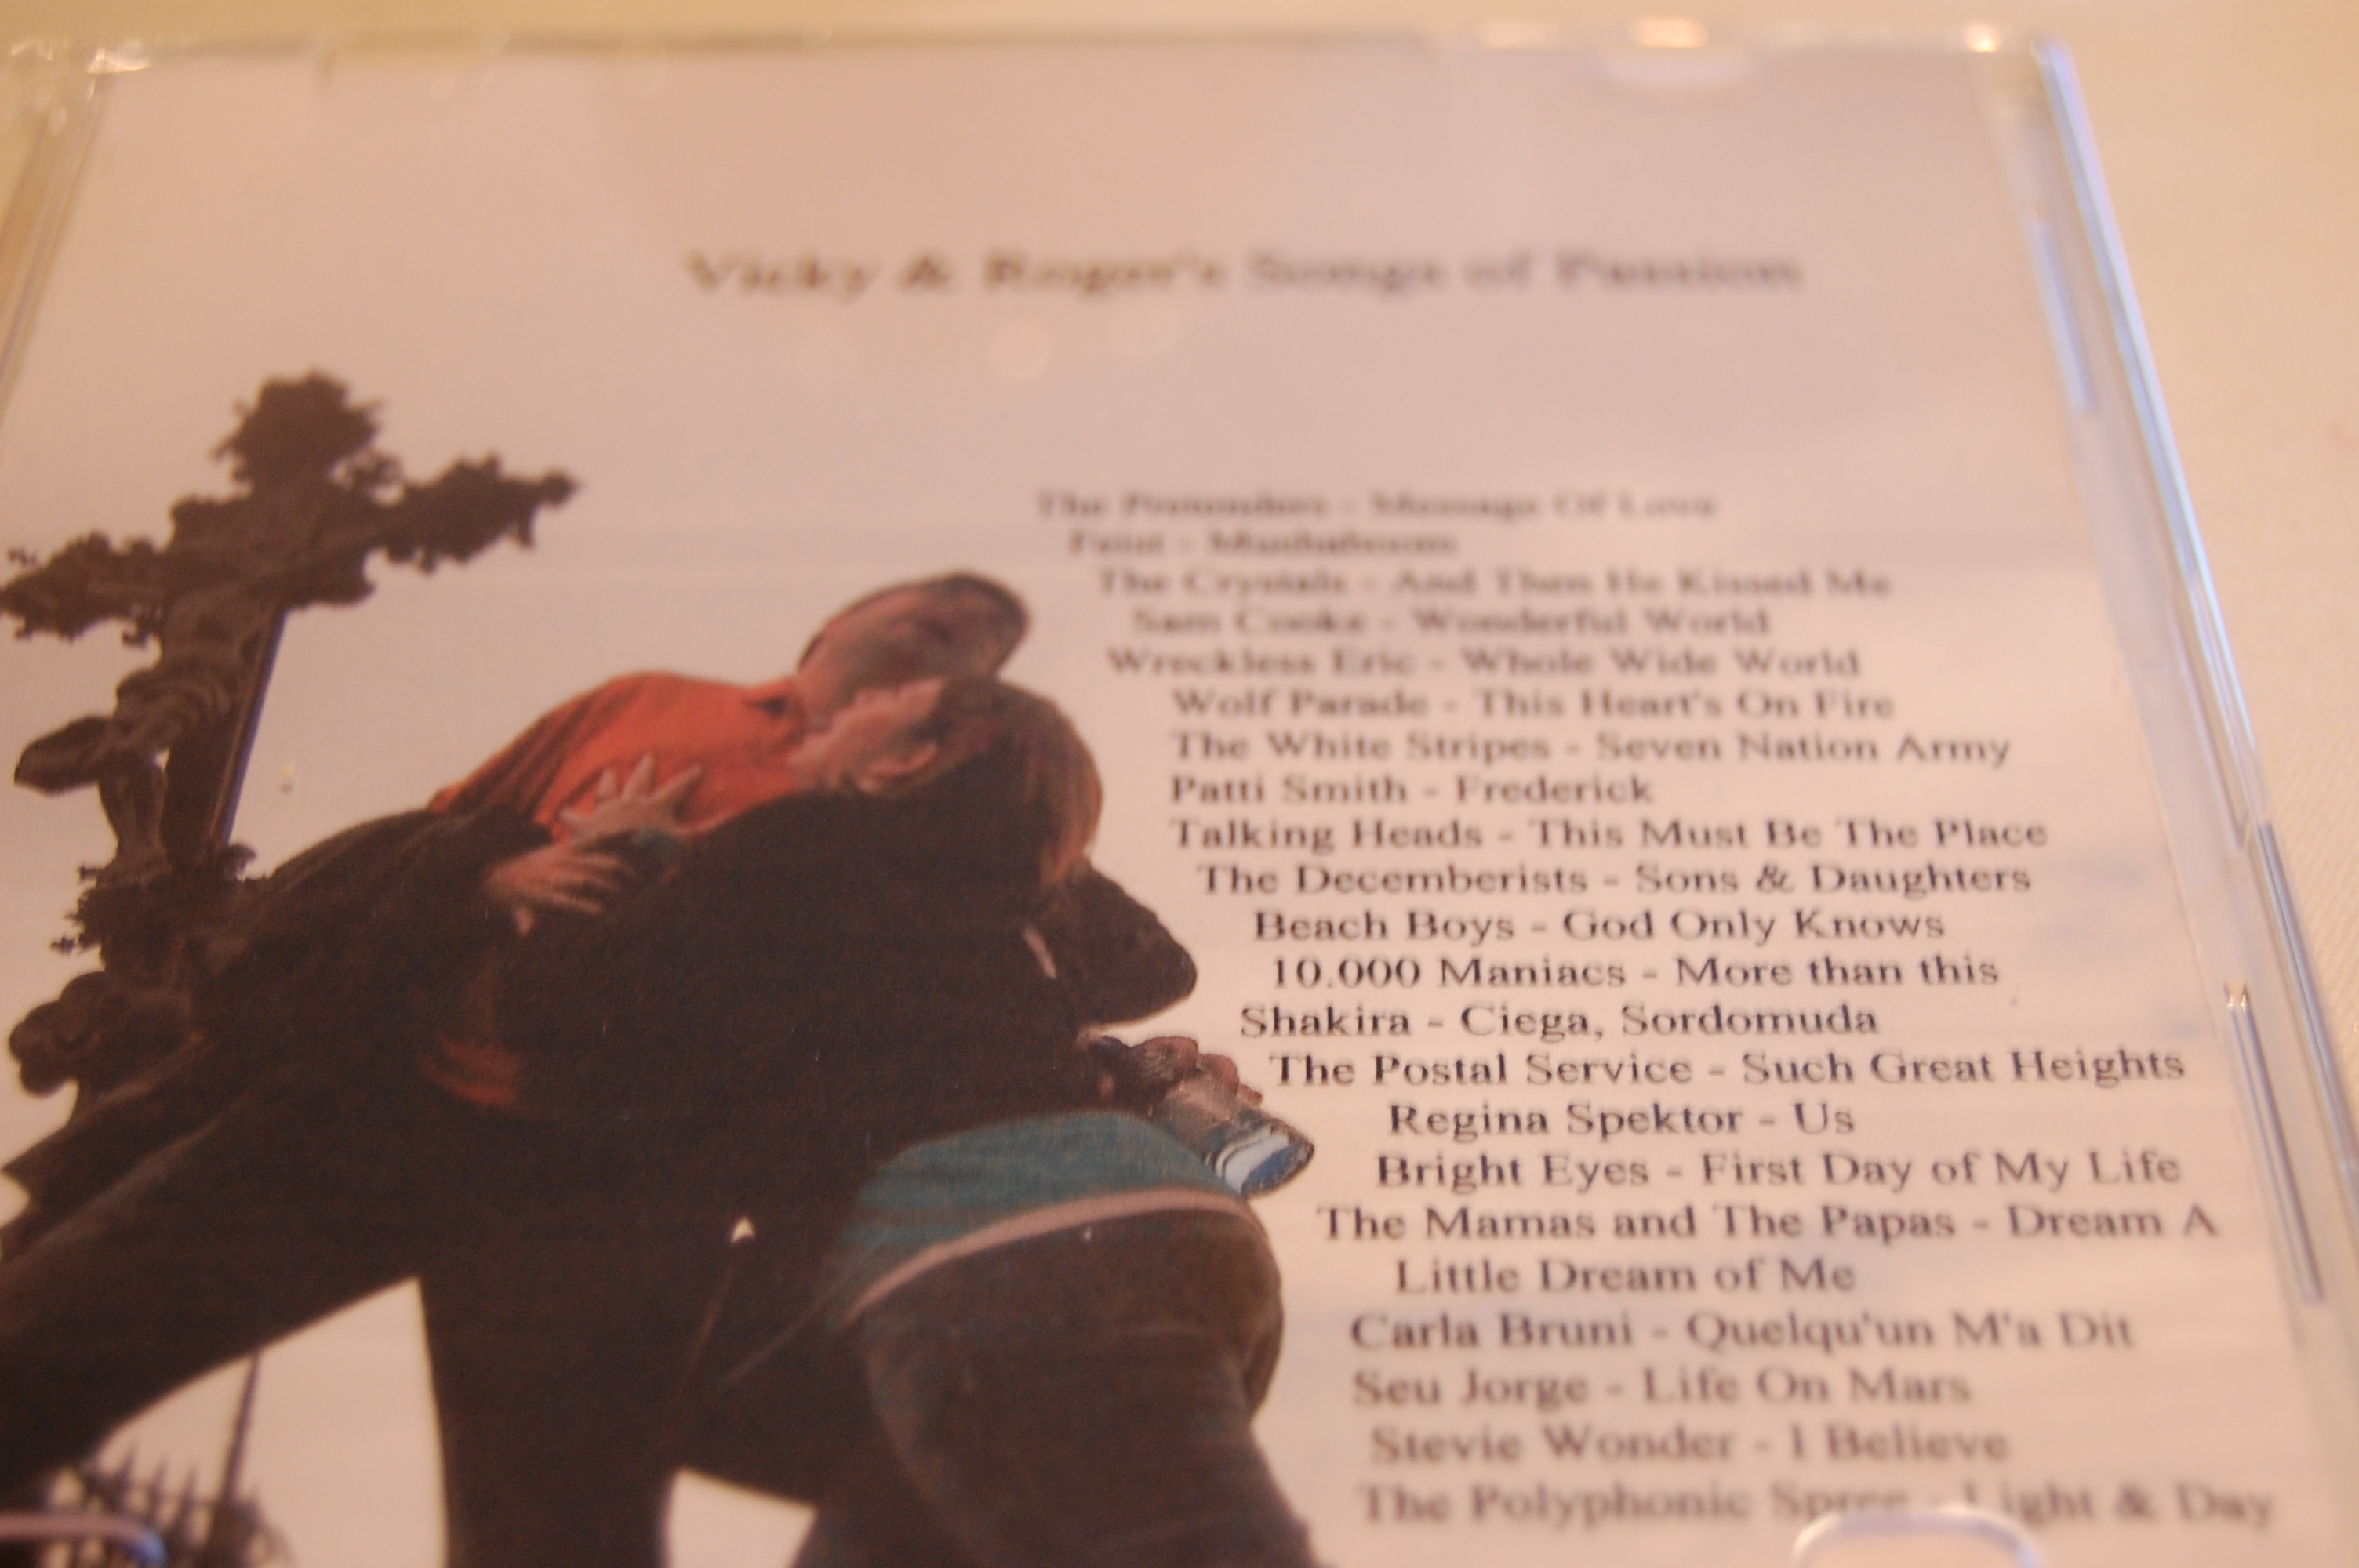 Vicky & Roger's Songs of Passion
The Pretenders - Message Of Love
Feist - Mushaboom
The Crystals - And Then He Kissed Me
Sam Cooke - Wonderful World
Wreckless Eric - Whole Wide World
Wolf Parade - This Heart's On Fire
The White Stripes - Seven Nation Army
Patti Smith - Frederick
Talking Heads - This Must Be The Place
The Decemberists - Sons & Daughters
Beach Boys - God Only Knows
10.000 Maniacs - More than this
Shakira - Ciega, Sordomuda
The Postal Service - Such Great Heights
Regina Spektor - Us
Bright Eyes - First Day of My Life
The Mamas and The Papas - Dream A
Little Dream of Me
Carla Bruni - Quelqu'un M'a Dit
Seu Jorge - Life On Mars
Stevie Wonder - I Believe
The Polyphonic Spree - Light & Day